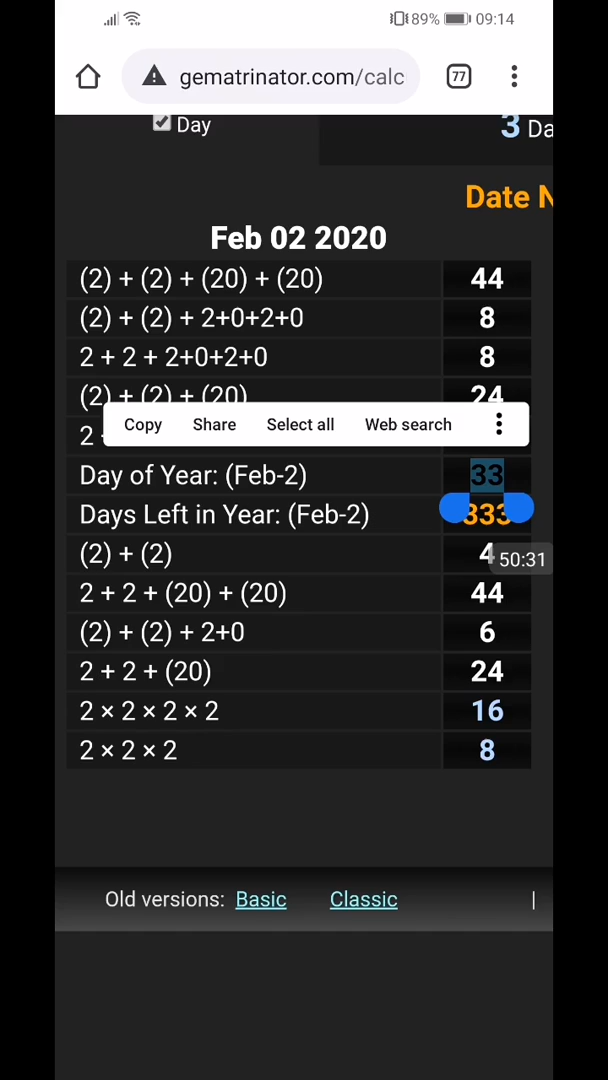 89% 09:14
gematrinator.com/calc 77
Day 3 Da
Date N
Feb 02 2020
(2) + (2) + (20) + (20) 44
(2) + (2) + 2+0+2+0 8
2 + 2 + 2+0+2+0 8
(2) + (2) + (20) 24
Copy Share Select all Web search
2
Day of Year: (Feb-2) 33
Days Left in Year: (Feb-2) 333
(2) + (2) 4
50:31
2 + 2 + (20) + (20) 44
(2) + (2) + 2+0 6
2 + 2 + (20) 24
2 × 2 × 2 × 2 16
2 × 2 × 2 8
Old versions: Basic Classic |